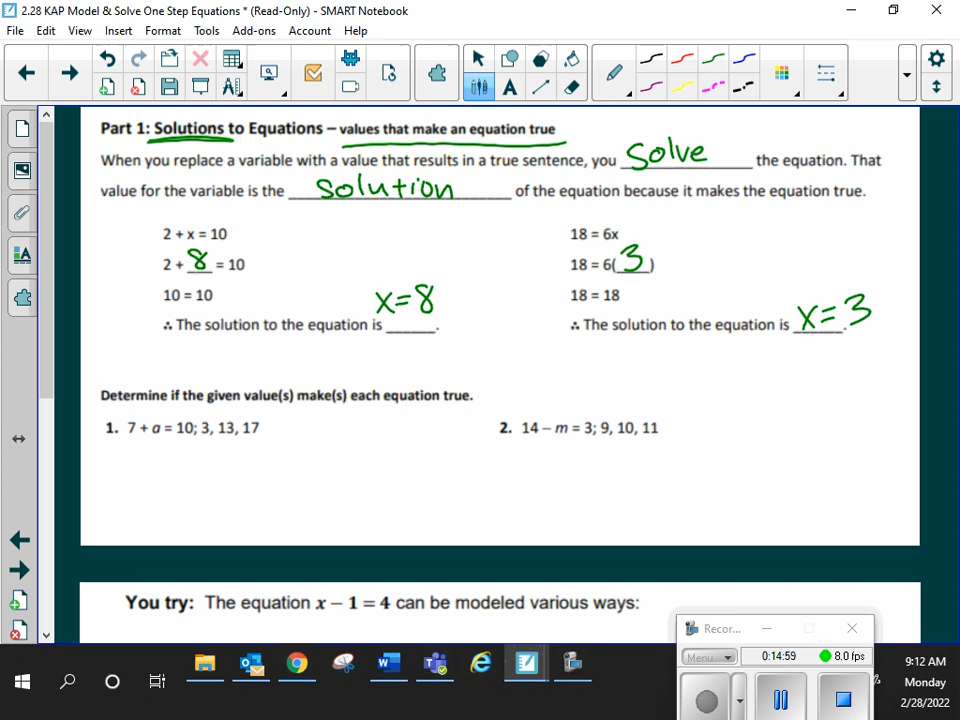 2.28 KAP Model & Solve One Step Equations * (Read-Only) - SMART Notebook
File Edit View Insert Format Tools Add-ons Account Help
Part 1: Solutions to Equations – values that make an equation true
When you replace a variable with a value that results in a true sentence, you solve the equation. That
value for the variable is the solution of the equation because it makes the equation true.
2 + x = 10
18 = 6x
2 + 8 = 10
18 = 6(3)
10 = 10
18 = 18
∴ The solution to the equation is x=8.
∴ The solution to the equation is x=3.
Determine if the given value(s) make(s) each equation true.
1. 7 + a = 10; 3, 13, 17
2. 14 – m = 3; 9, 10, 11
You try: The equation x − 1 = 4 can be modeled various ways:
Recor...
Menu
0:14:59
8.0 fps
9:12 AM
Monday
2/28/2022